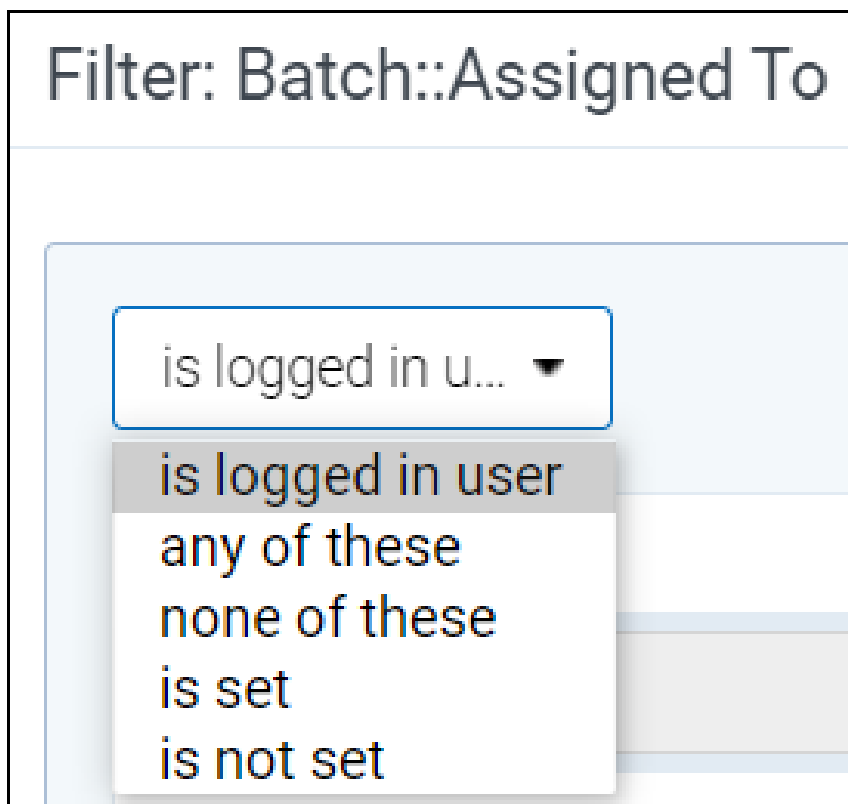 Filter: Batch::Assigned To
is logged in u...
is logged in user
any of these
none of these
is set
is not set